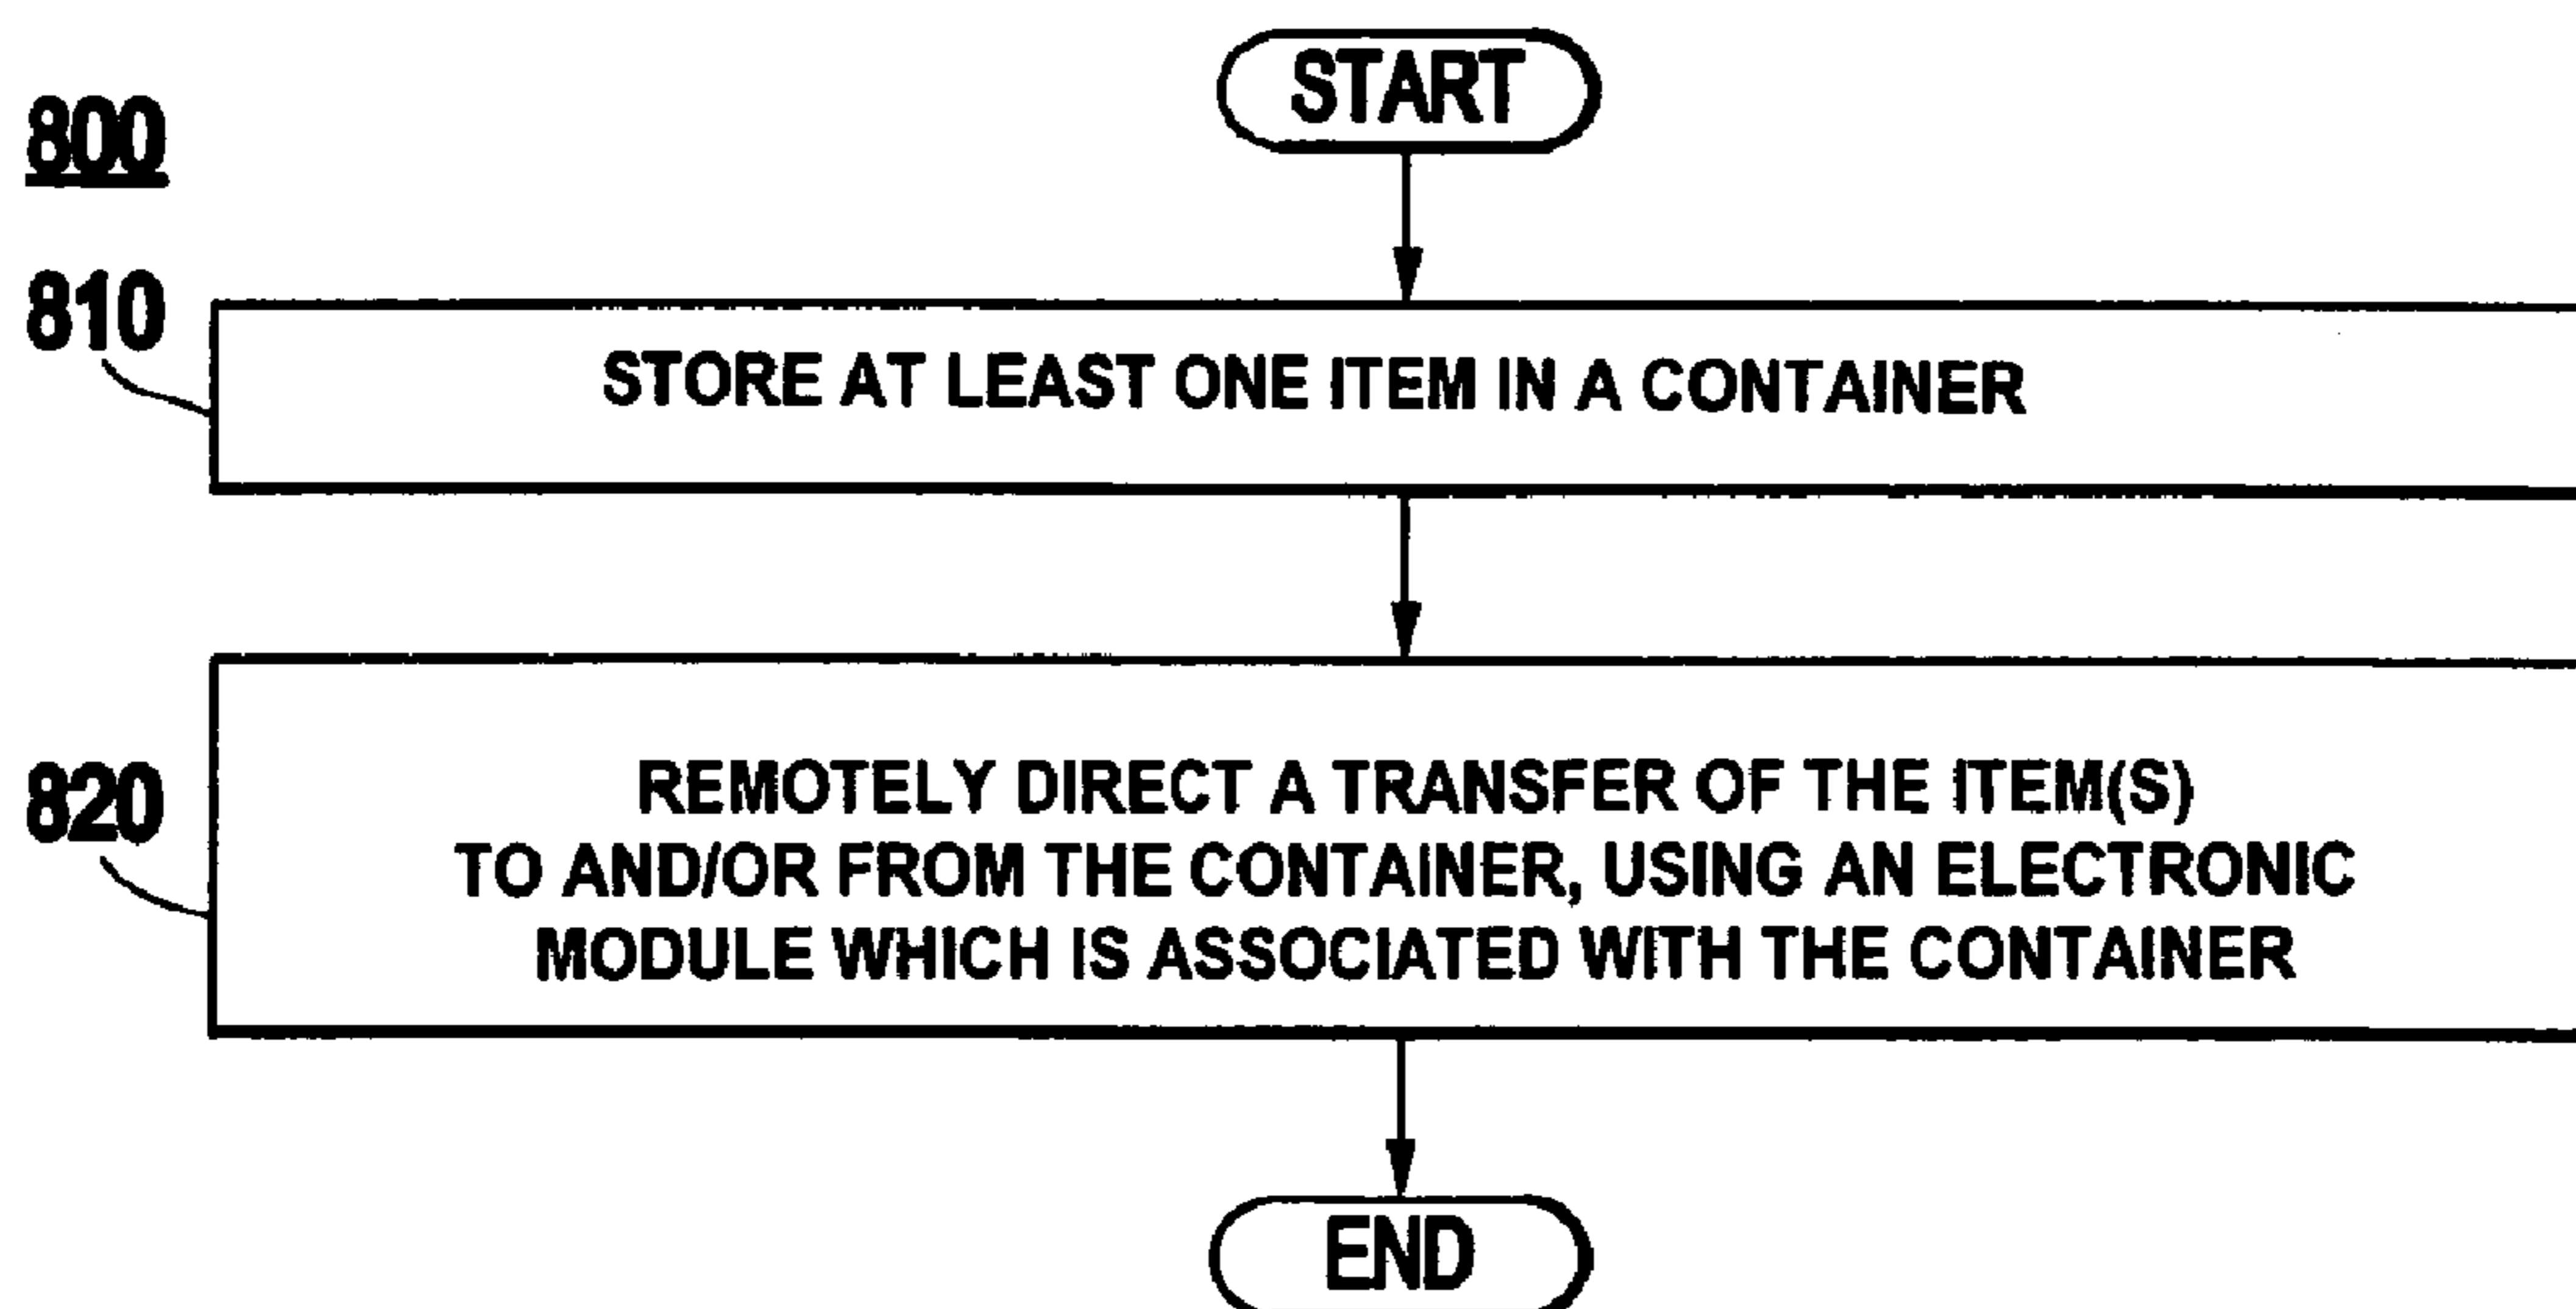 START
800
810
STORE AT LEAST ONE ITEM IN A CONTAINER
820
REMOTELY DIRECT A TRANSFER OF THE ITEM(S)
TO AND/OR FROM THE CONTAINER, USING AN ELECTRONIC
MODULE WHICH IS ASSOCIATED WITH THE CONTAINER
END